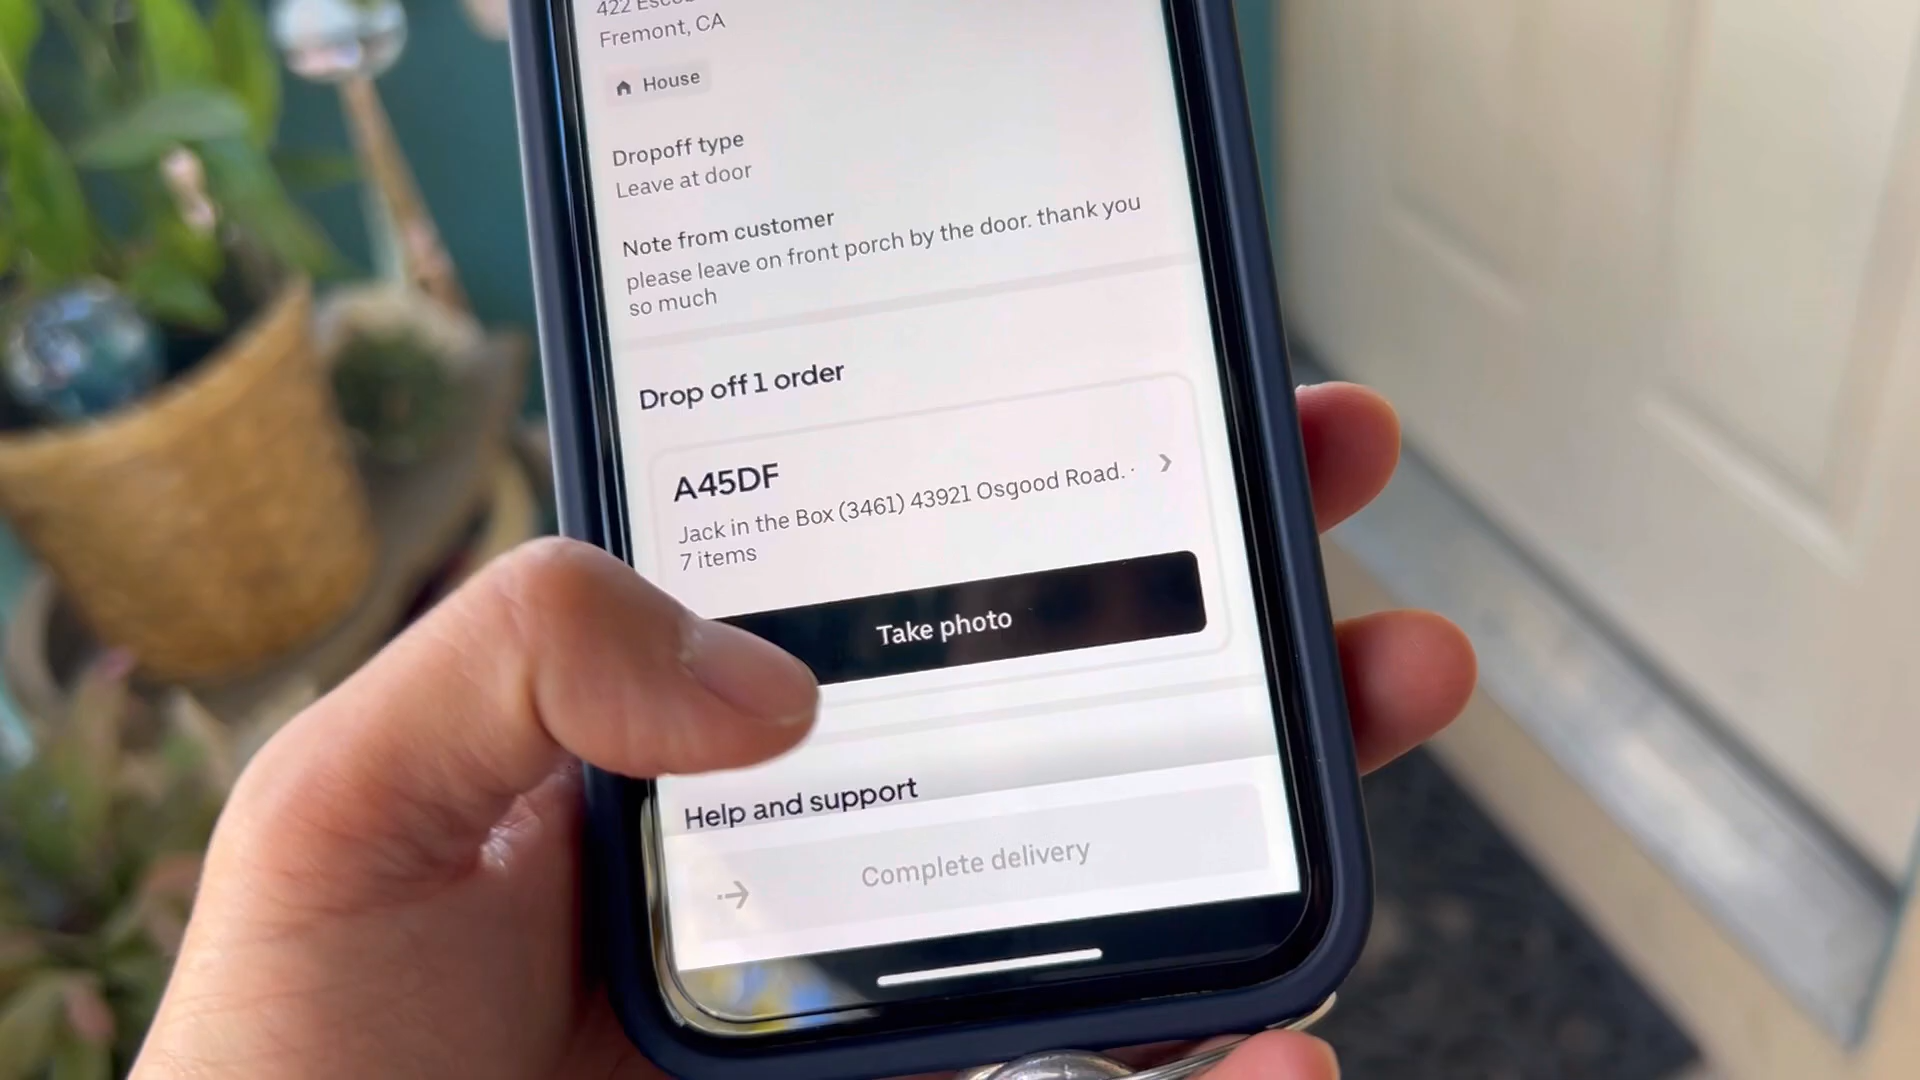 422
Fremont, CA
House
Dropoff type
Leave at door
Note from customer
please leave on front porch by the door. thank you
so much
Drop off 1 order
A45DF
Jack in the Box (3461) 43921 Osgood Road. ·
7 items
Take photo
Help and support
Complete delivery